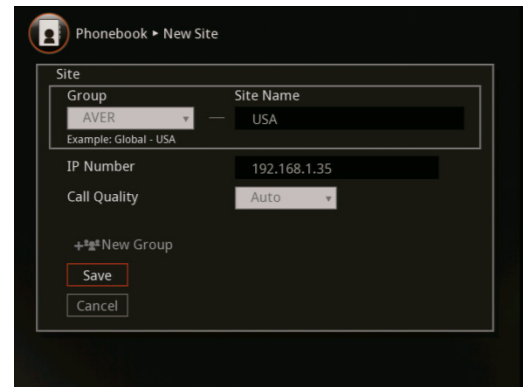 Phonebook ▸ New Site
Site
Group Site Name
AVER — USA
Example: Global - USA
IP Number 192.168.1.35
Call Quality Auto
+New Group
Save
Cancel